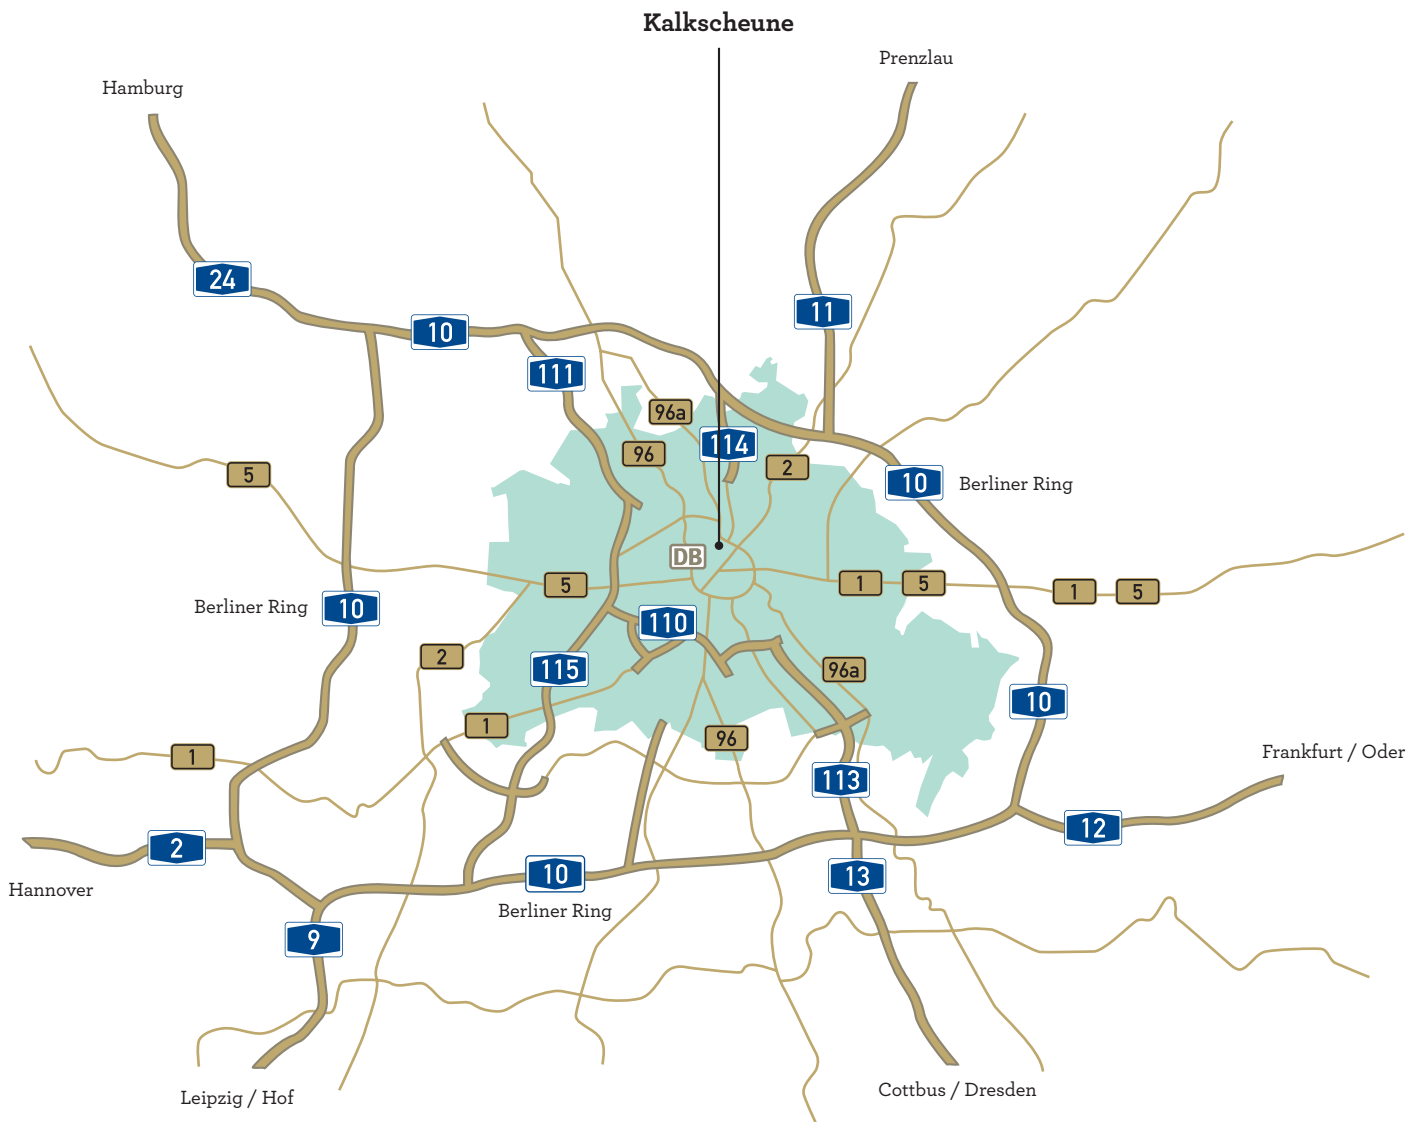 Kalkscheune
Prenzlau
Hamburg
24
11
10
111
96a
114
96
2
5
10
Berliner Ring
DB
5
1
5
1
5
Berliner Ring
10
110
2
115
96a
10
1
96
1
Frankfurt / Oder
113
12
2
10
13
Hannover
Berliner Ring
9
Leipzig / Hof
Cottbus / Dresden